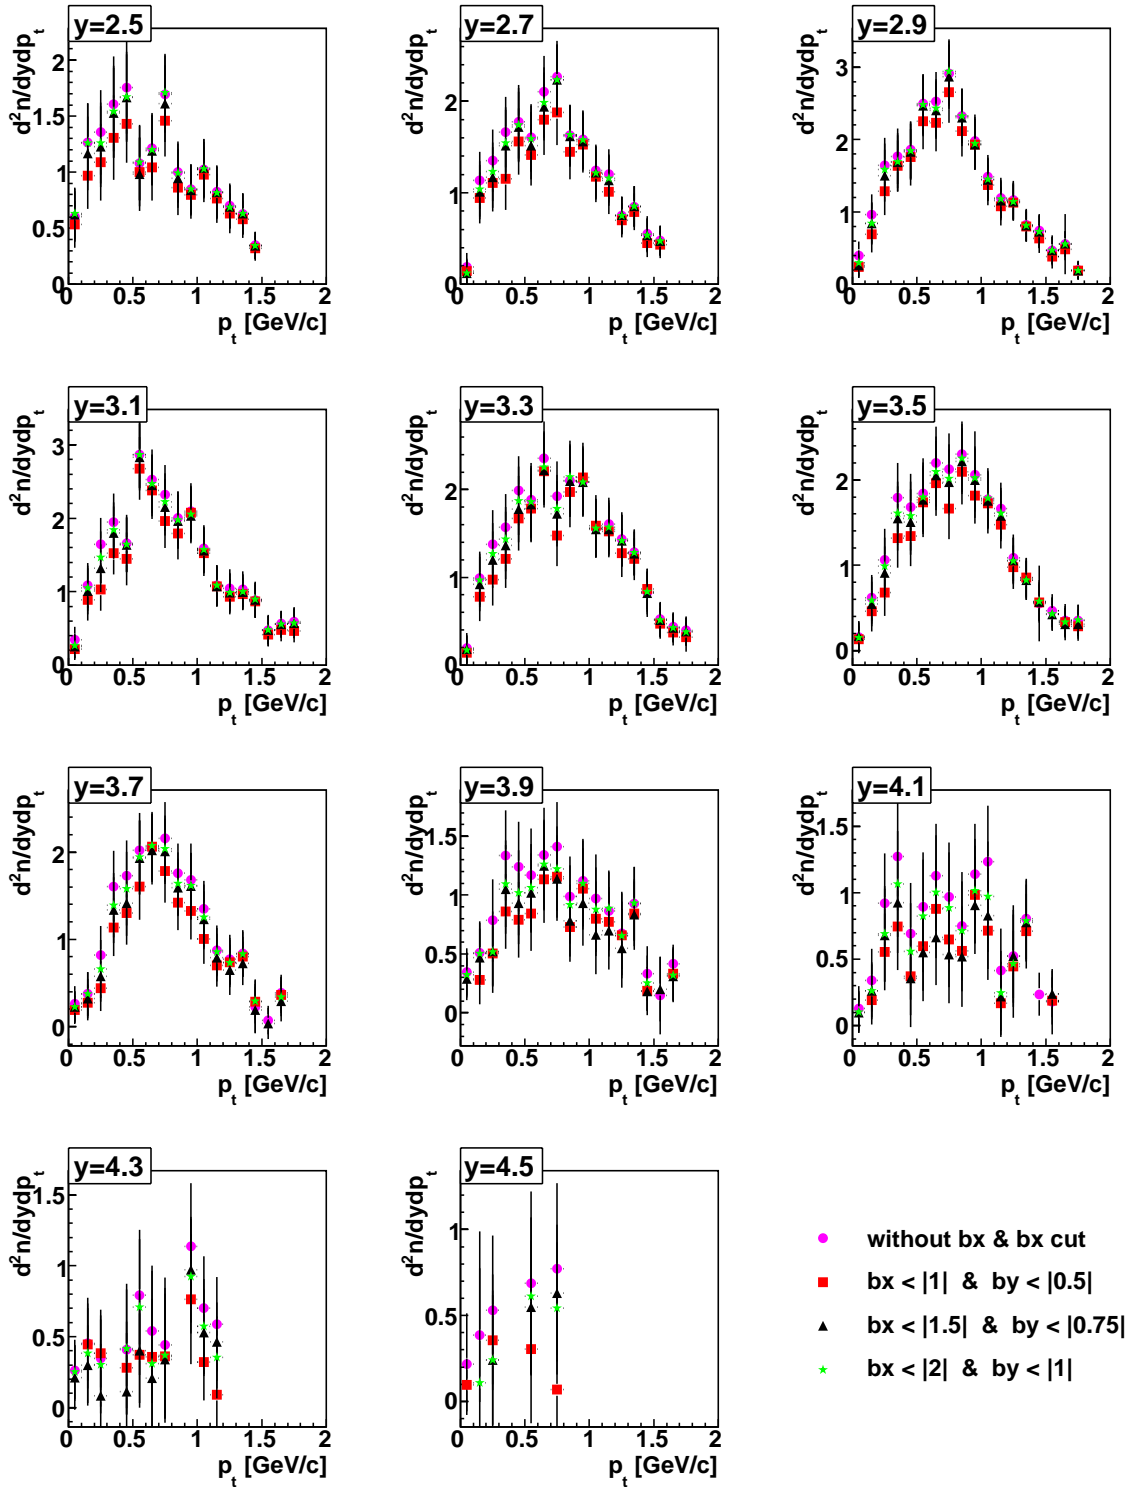 y=2.5
d²n/dydp_t
2
1.5
1
0.5
0
0 0.5 1 1.5 2
p_t [GeV/c]
y=2.7
d²n/dydp_t
2
1
0
0 0.5 1 1.5 2
p_t [GeV/c]
y=2.9
d²n/dydp_t
3
2
1
0
0 0.5 1 1.5 2
p_t [GeV/c]
y=3.1
d²n/dydp_t
3
2
1
0
0 0.5 1 1.5 2
p_t [GeV/c]
y=3.3
d²n/dydp_t
2
1
0
0 0.5 1 1.5 2
p_t [GeV/c]
y=3.5
d²n/dydp_t
2
1
0
0 0.5 1 1.5 2
p_t [GeV/c]
y=3.7
d²n/dydp_t
2
1
0
0 0.5 1 1.5 2
p_t [GeV/c]
y=3.9
d²n/dydp_t
1.5
1
0.5
0
0 0.5 1 1.5 2
p_t [GeV/c]
y=4.1
d²n/dydp_t
1.5
1
0.5
0
0 0.5 1 1.5 2
p_t [GeV/c]
y=4.3
d²n/dydp_t
1.5
1
0.5
0
0 0.5 1 1.5 2
p_t [GeV/c]
y=4.5
d²n/dydp_t
1
0.5
0
0 0.5 1 1.5 2
p_t [GeV/c]
without bx & bx cut
bx < |1| & by < |0.5|
bx < |1.5| & by < |0.75|
bx < |2| & by < |1|